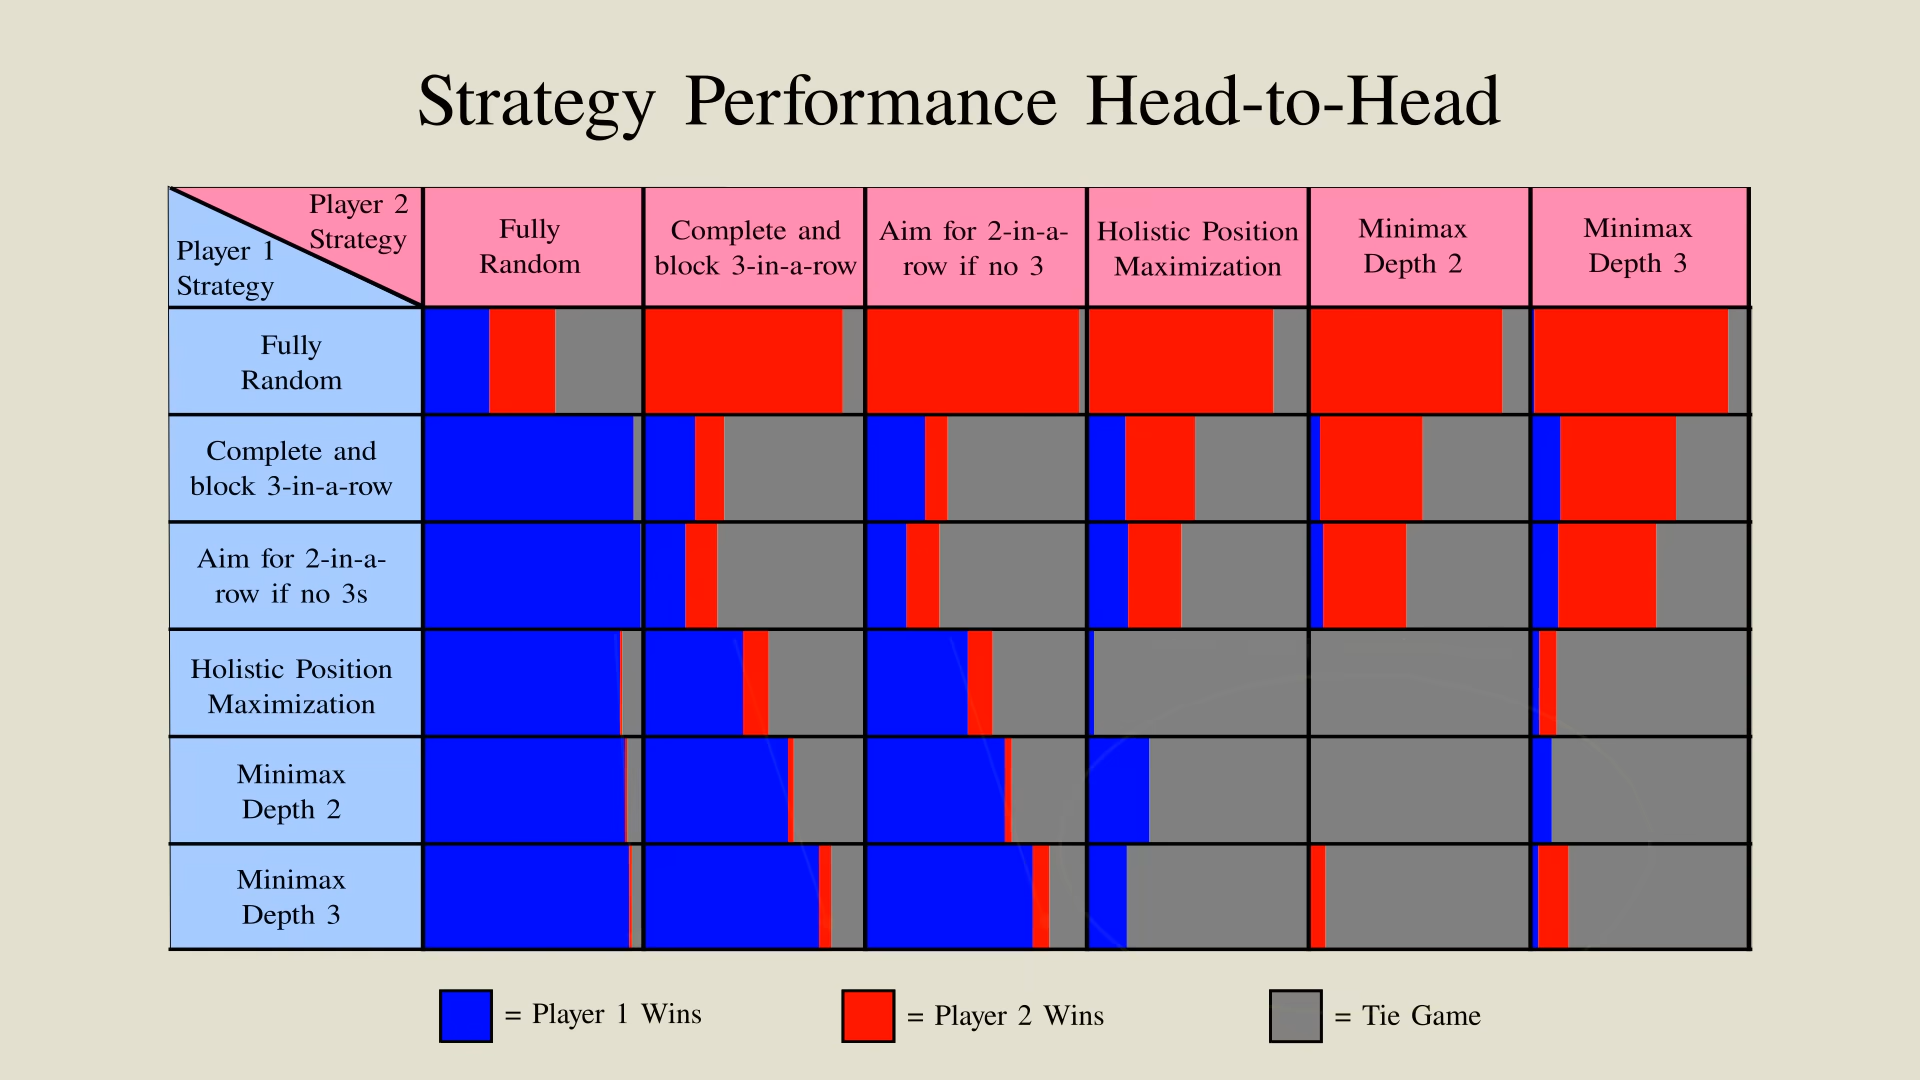 Strategy Performance Head-to-Head
Player 2
Strategy
Player 1
Strategy
Fully
Random
Complete and
block 3-in-a-row
Aim for 2-in-a-
row if no 3
Holistic Position
Maximization
Minimax
Depth 2
Minimax
Depth 3
Fully
Random
Complete and
block 3-in-a-row
Aim for 2-in-a-
row if no 3s
Holistic Position
Maximization
Minimax
Depth 2
Minimax
Depth 3
= Player 1 Wins
= Player 2 Wins
= Tie Game